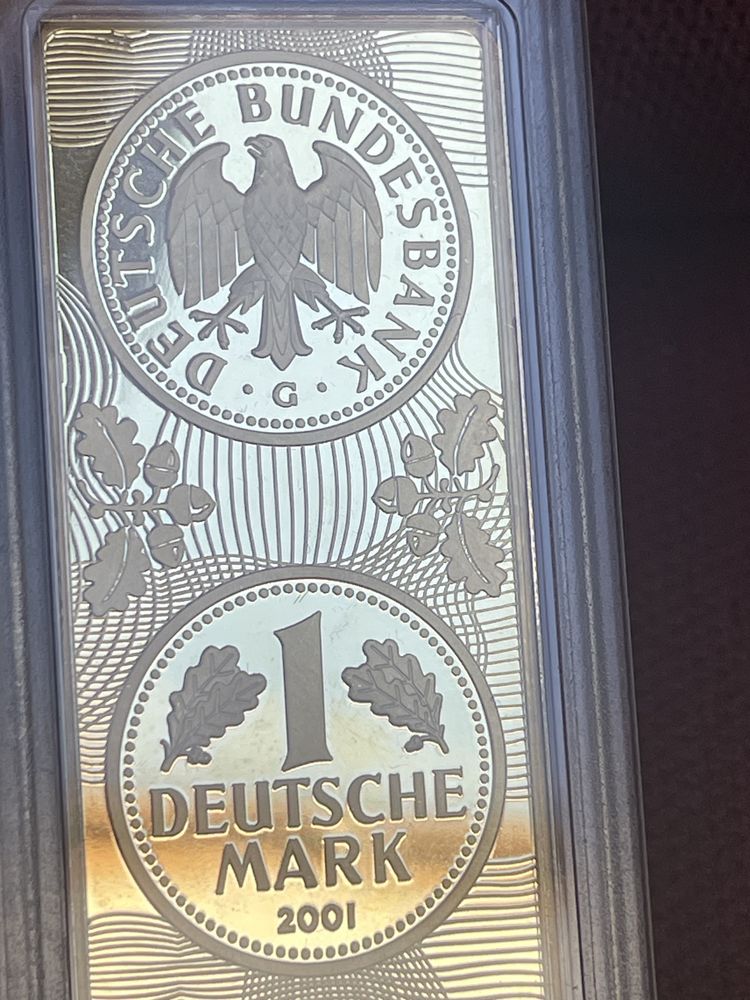 DEUTSCHE BUNDESBANK
· G ·
1
DEUTSCHE
MARK
2001